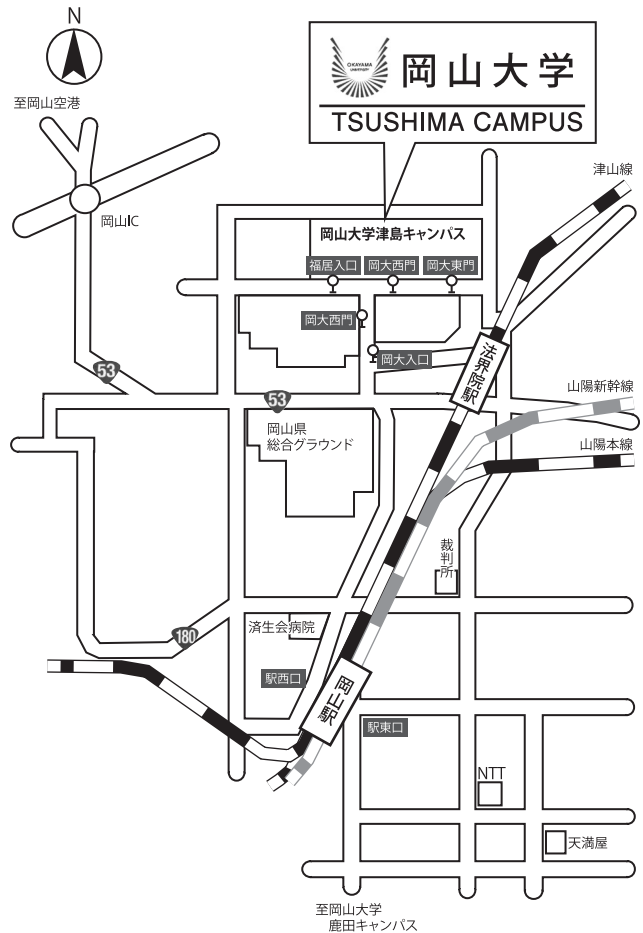 N
至岡山空港
OKAYAMA
UNIVERSITY
岡山大学
TSUSHIMA CAMPUS
津山線
岡山IC
岡山大学津島キャンパス
福居入口
岡大西門
岡大東門
岡大西門
岡大入口
法界院駅
53
53
山陽新幹線
岡山県
総合グラウンド
山陽本線
裁判所
済生会病院
180
駅西口
岡山駅
駅東口
NTT
天満屋
至岡山大学
鹿田キャンパス